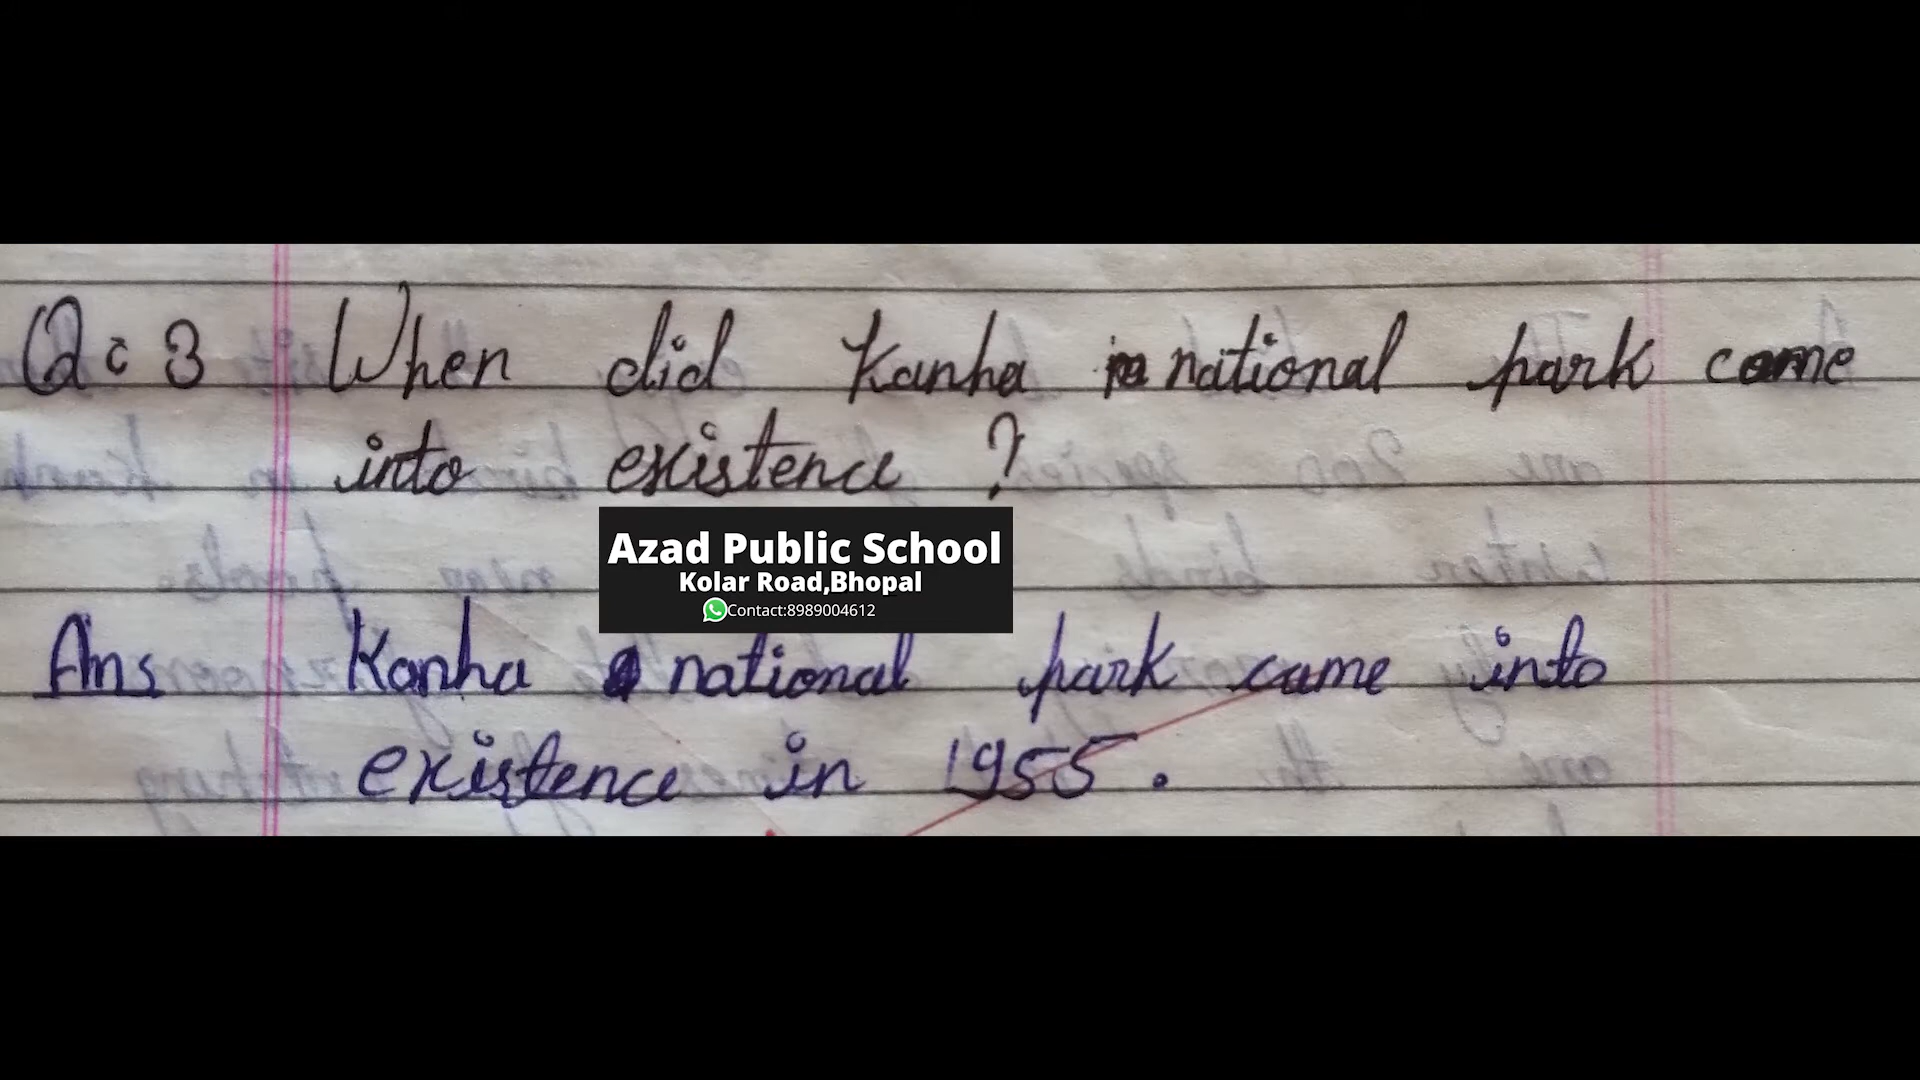 Q: 3 When did Kanha national park came
into existence ?
Azad Public School
Kolar Road,Bhopal
Contact:8989004612
Ans Kanha national park came into
existence in 1955.